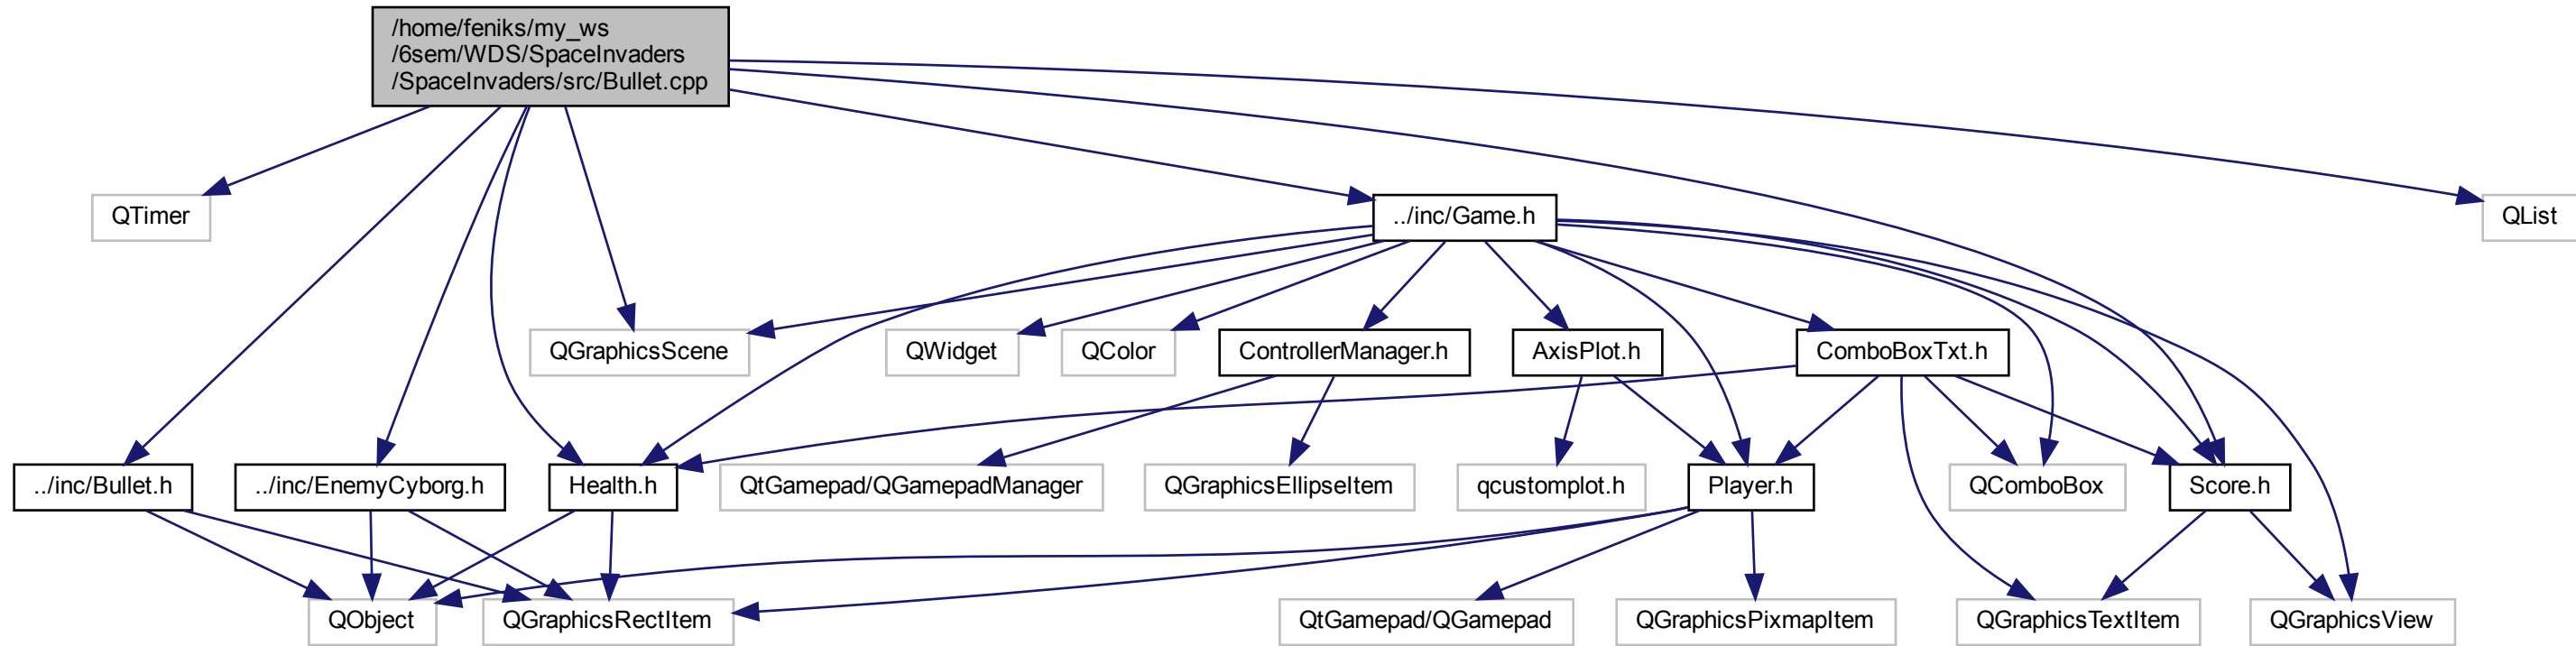 /home/feniks/my_ws
/6sem/WDS/SpaceInvaders
/SpaceInvaders/src/Bullet.cpp
QTimer
../inc/Game.h
QList
QGraphicsScene
QWidget
QColor
ControllerManager.h
AxisPlot.h
ComboBoxTxt.h
../inc/Bullet.h
../inc/EnemyCyborg.h
Health.h
QtGamepad/QGamepadManager
QGraphicsEllipseItem
qcustomplot.h
Player.h
QComboBox
Score.h
QObject
QGraphicsRectItem
QtGamepad/QGamepad
QGraphicsPixmapItem
QGraphicsTextItem
QGraphicsView